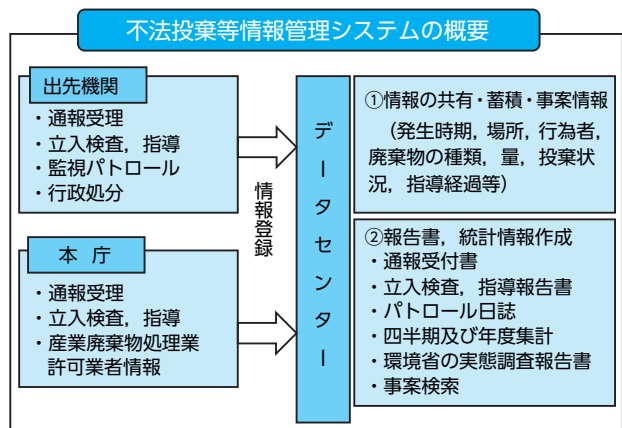 不法投棄等情報管理システムの概要
出先機関
・通報受理
・立入検査，指導
・監視パトロール
・行政処分
本 庁
・通報受理
・立入検査，指導
・産業廃棄物処理業
許可業者情報
情報登録
データセンター
①情報の共有・蓄積・事案情報
（発生時期，場所，行為者，
廃棄物の種類，量，投棄状
況，指導経過等）
②報告書，統計情報作成
・通報受付書
・立入検査，指導報告書
・パトロール日誌
・四半期及び年度集計
・環境省の実態調査報告書
・事案検索